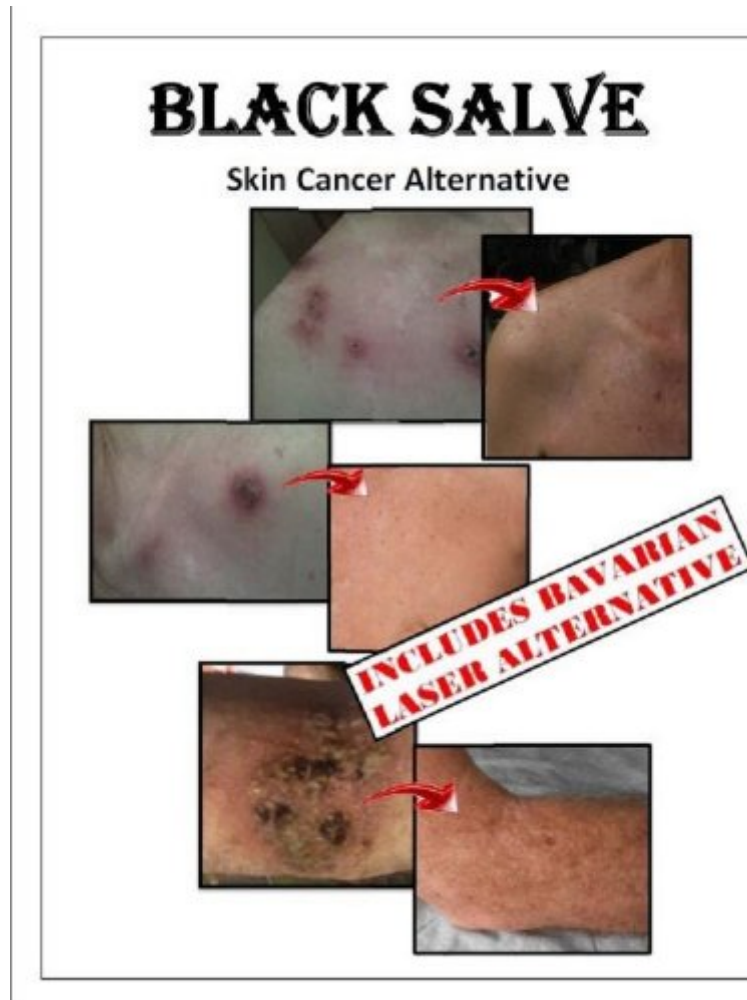 BLACK SALVE
Skin Cancer Alternative
INCLUDES BAVARIAN
LASER ALTERNATIVE